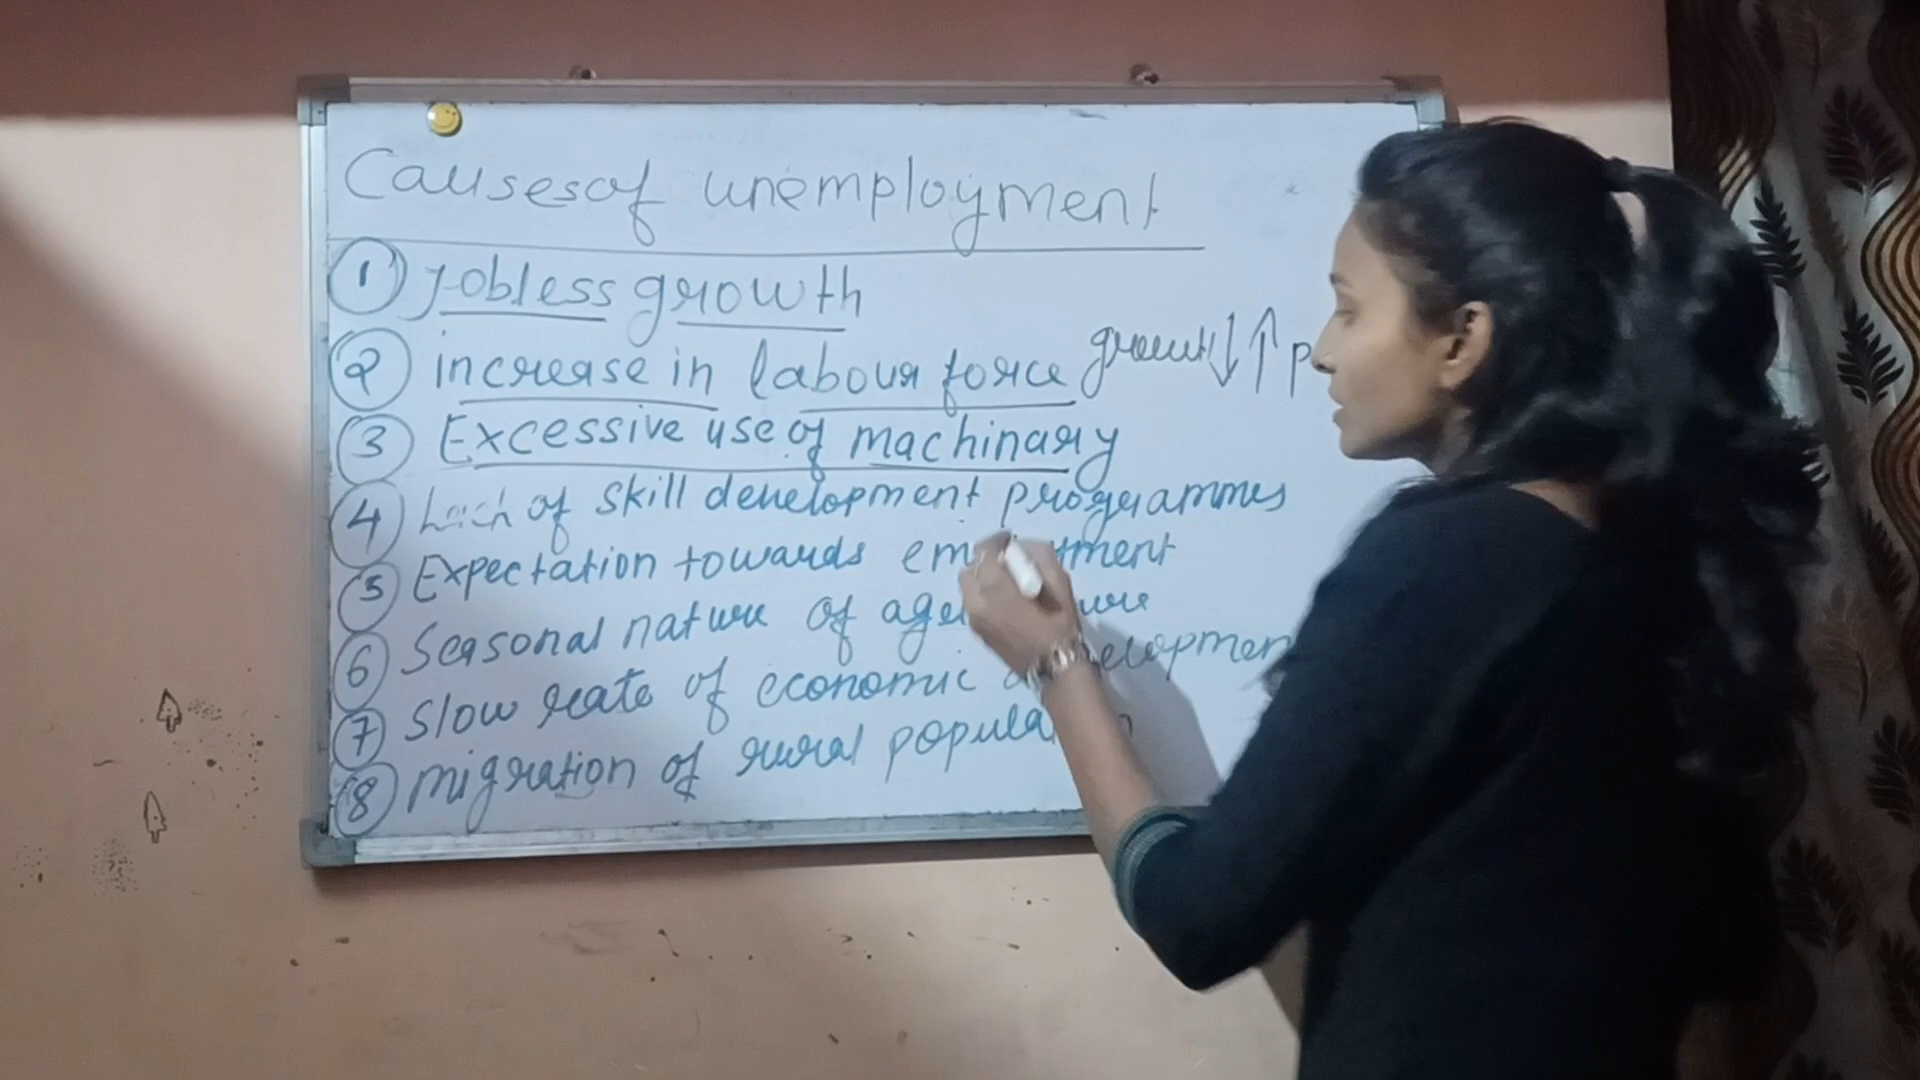 Causes of unemployment
1 Jobless growth
2 increase in labour force growth ↓ ↑ p
3 Excessive use of machinary
4 Lack of skill development programmes
5 Expectation towards
6 Seasonal nature of
7 Slow rate of economic
8 migration of rural